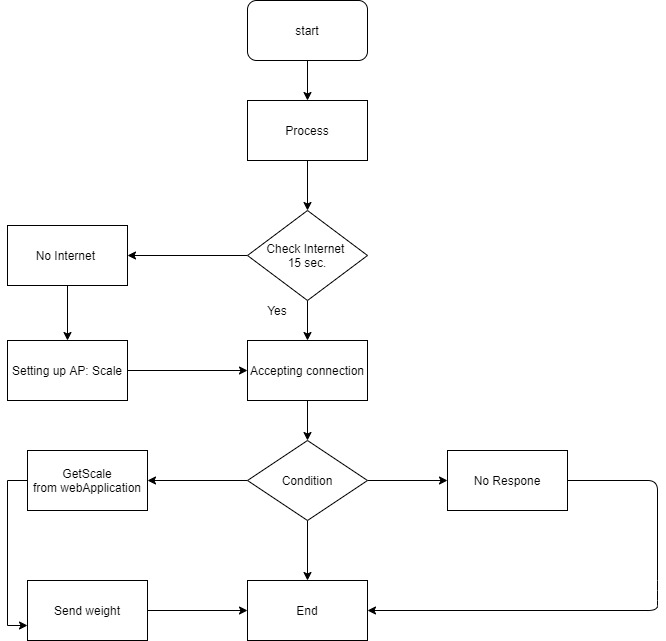 start
Process
Check Internet
15 sec.
No Internet
Yes
Setting up AP: Scale
Accepting connection
GetScale
from webApplication
Condition
No Respone
Send weight
End